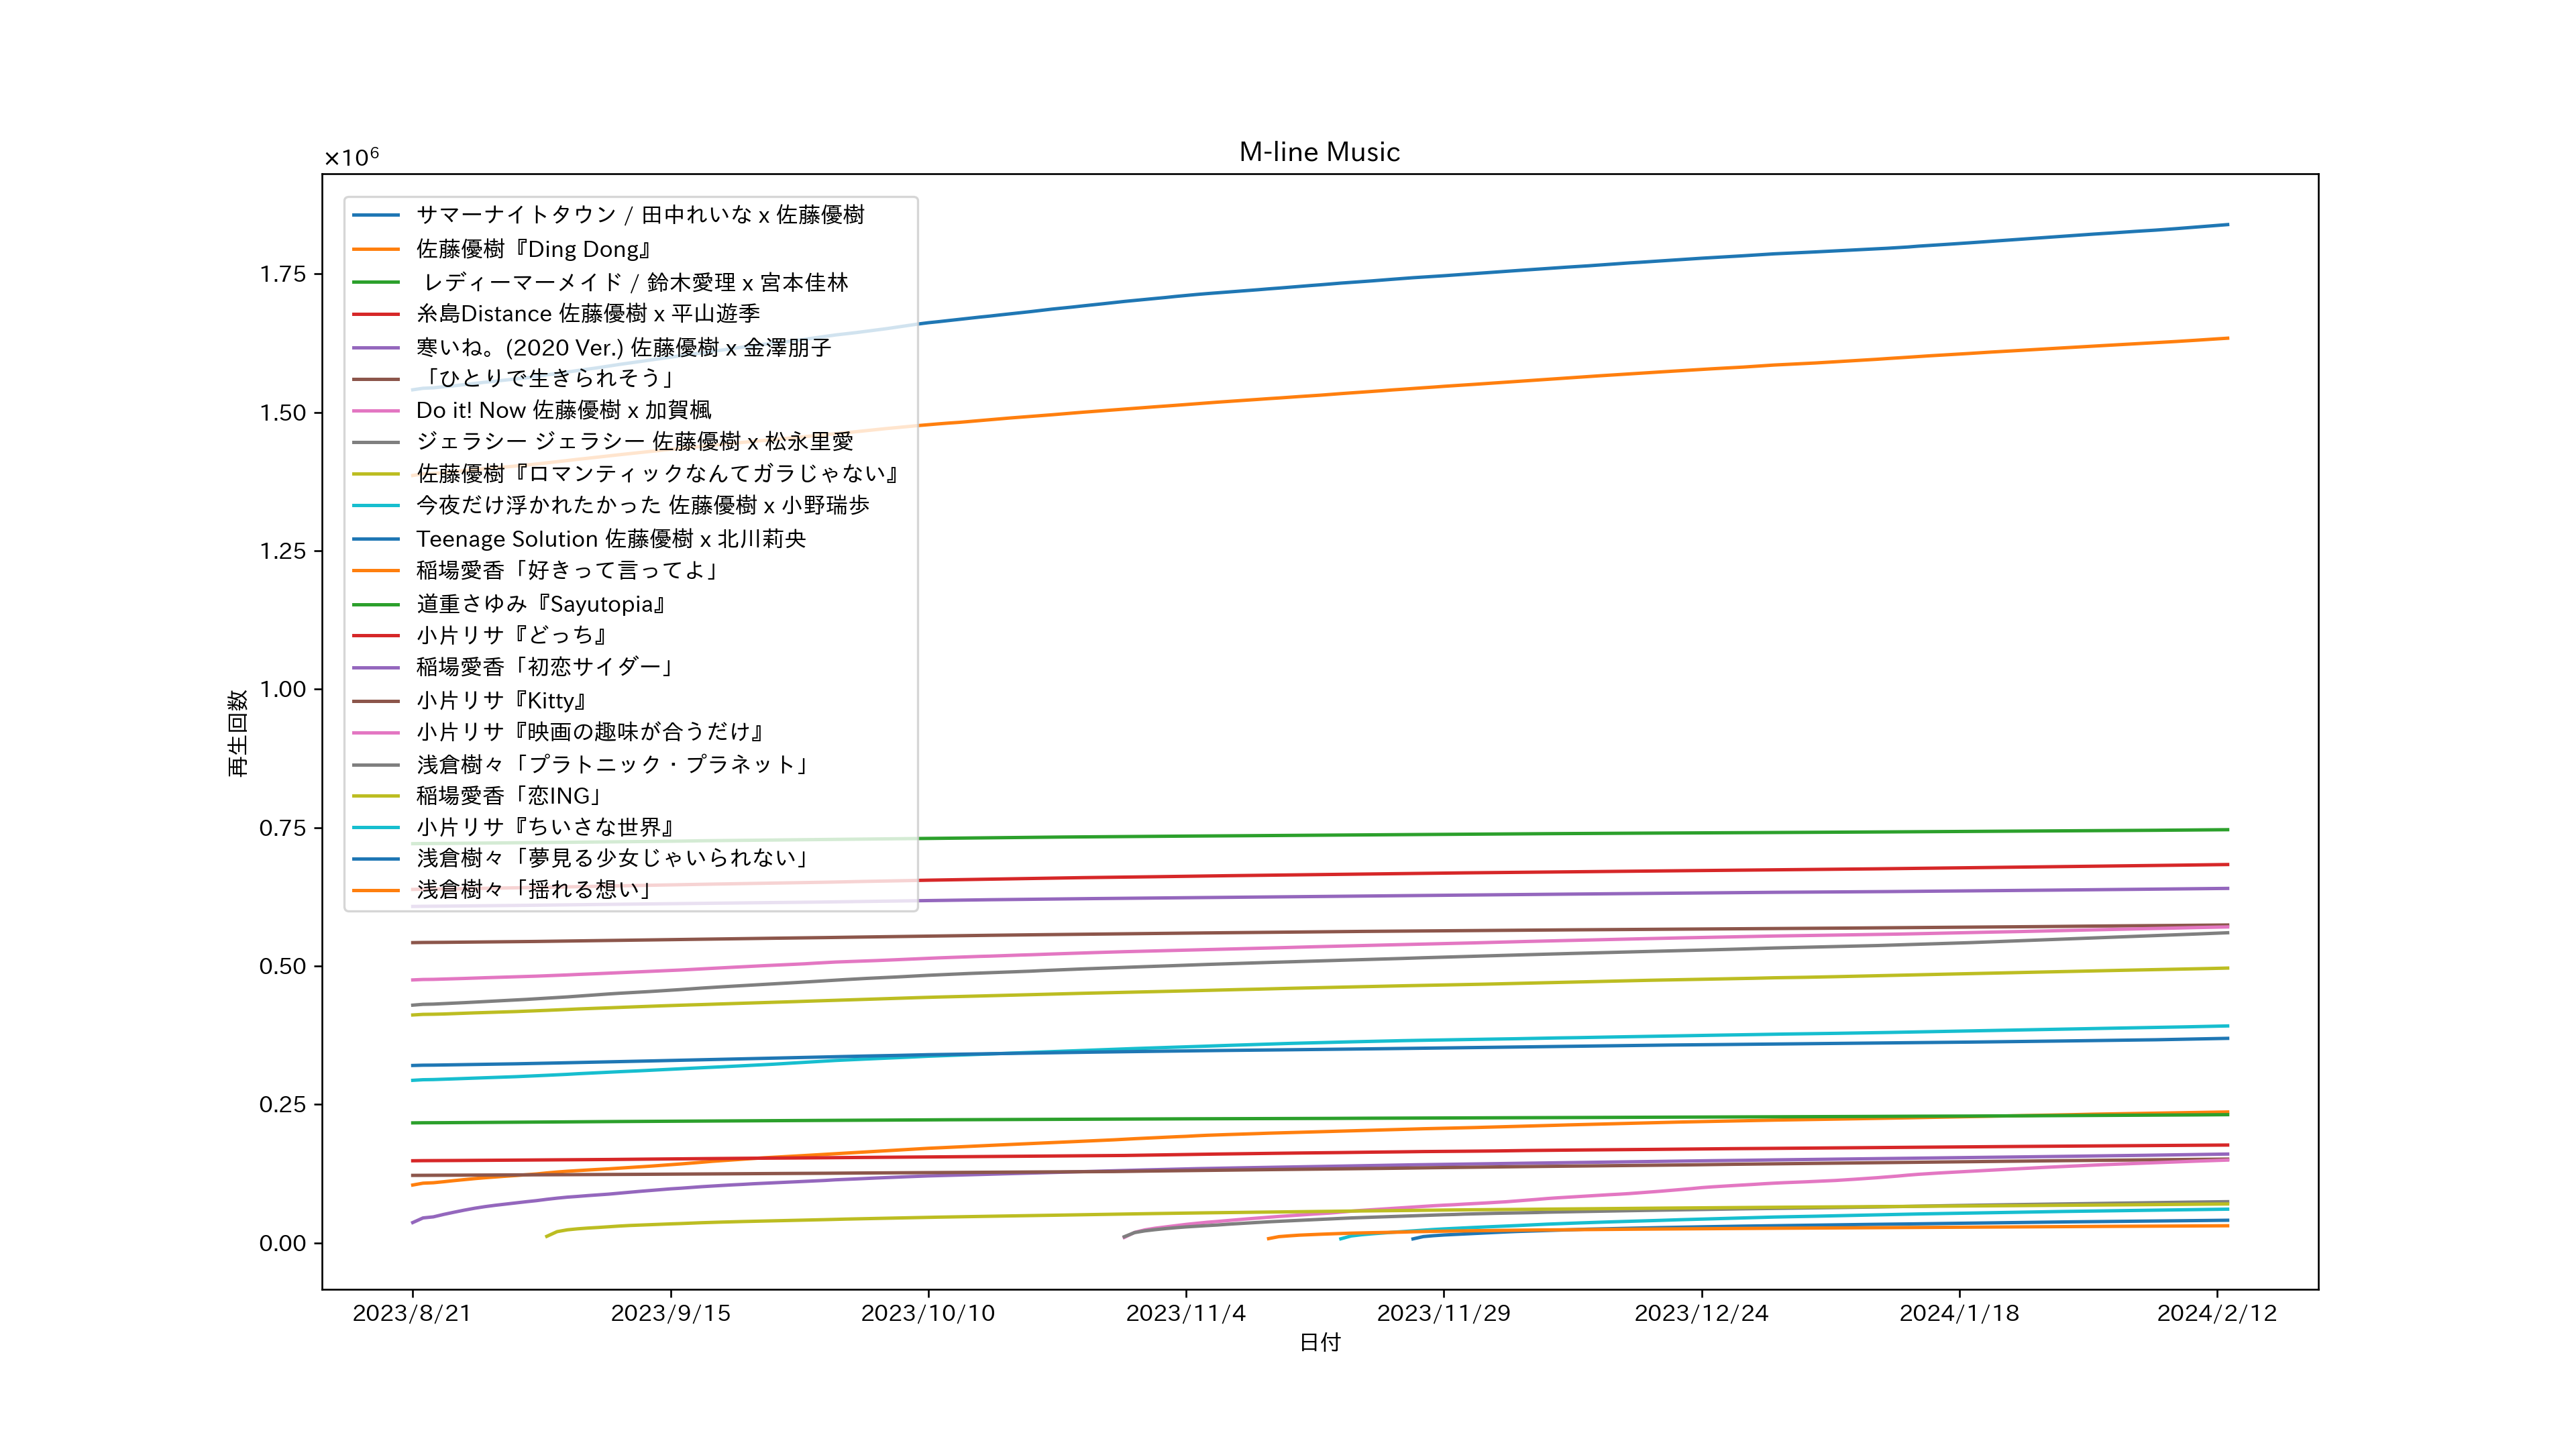 M-line Music
×10⁶
サマーナイトタウン / 田中れいな x 佐藤優樹
佐藤優樹『Ding Dong』
レディーマーメイド / 鈴木愛理 x 宮本佳林
糸島Distance 佐藤優樹 x 平山遊季
寒いね。(2020 Ver.) 佐藤優樹 x 金澤朋子
「ひとりで生きられそう」
Do it! Now 佐藤優樹 x 加賀楓
ジェラシー ジェラシー 佐藤優樹 x 松永里愛
佐藤優樹『ロマンティックなんてガラじゃない』
今夜だけ浮かれたかった 佐藤優樹 x 小野瑞歩
Teenage Solution 佐藤優樹 x 北川莉央
稲場愛香「好きって言ってよ」
道重さゆみ『Sayutopia』
小片リサ『どっち』
稲場愛香「初恋サイダー」
小片リサ『Kitty』
小片リサ『映画の趣味が合うだけ』
浅倉樹々「プラトニック・プラネット」
稲場愛香「恋ING」
小片リサ『ちいさな世界』
浅倉樹々「夢見る少女じゃいられない」
浅倉樹々「揺れる想い」
1.75
1.50
1.25
1.00
0.75
0.50
0.25
0.00
再生回数
2023/8/21
2023/9/15
2023/10/10
2023/11/4
2023/11/29
2023/12/24
2024/1/18
2024/2/12
日付